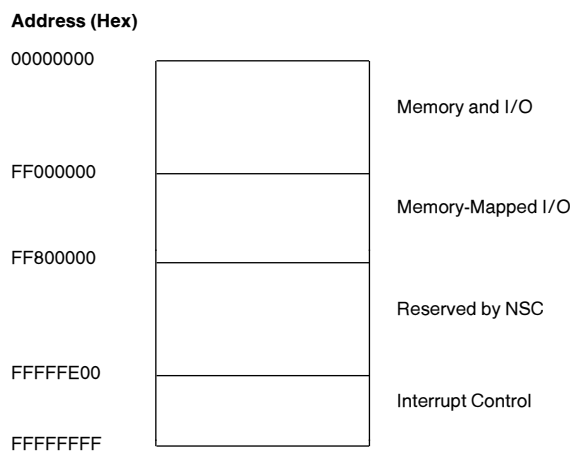 Address (Hex)
00000000
Memory and I/O
FF000000
Memory-Mapped I/O
FF800000
Reserved by NSC
FFFFFE00
Interrupt Control
FFFFFFFF